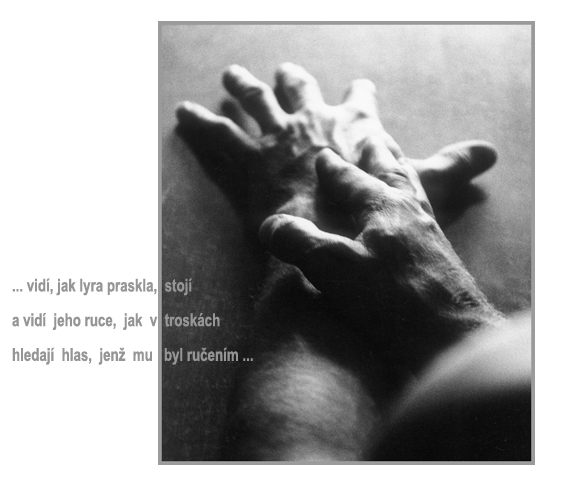 ... vidí, jak lyra praskla, stojí
a vidí jeho ruce, jak v troskách
hledají hlas, jenž mu byl ručením ...